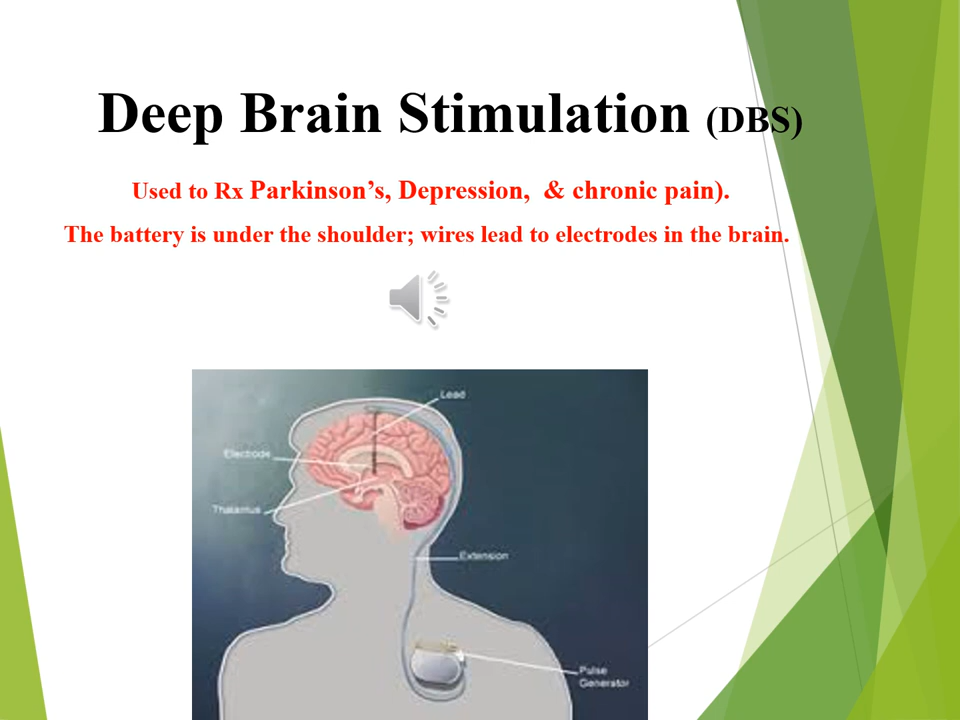 Deep Brain Stimulation (DBS)
Used to Rx Parkinson’s, Depression, & chronic pain).
The battery is under the shoulder; wires lead to electrodes in the brain.
Lead
Electrode
Thalamus
Extension
Pulse
Generator